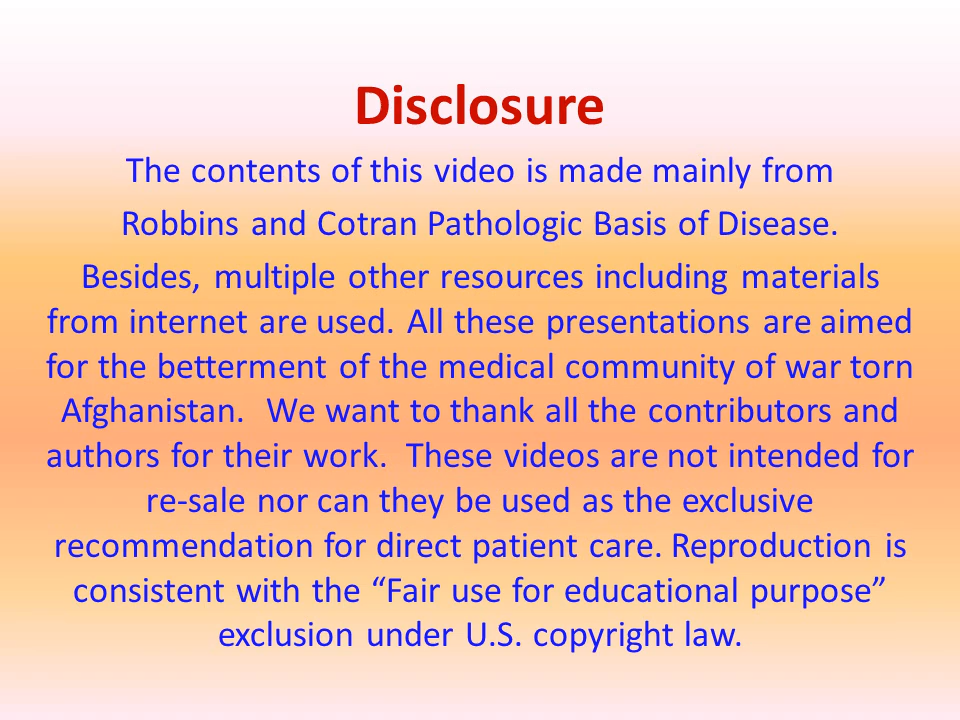 Disclosure
The contents of this video is made mainly from
Robbins and Cotran Pathologic Basis of Disease.
Besides, multiple other resources including materials
from internet are used. All these presentations are aimed
for the betterment of the medical community of war torn
Afghanistan.  We want to thank all the contributors and
authors for their work.  These videos are not intended for
re-sale nor can they be used as the exclusive
recommendation for direct patient care. Reproduction is
consistent with the “Fair use for educational purpose”
exclusion under U.S. copyright law.